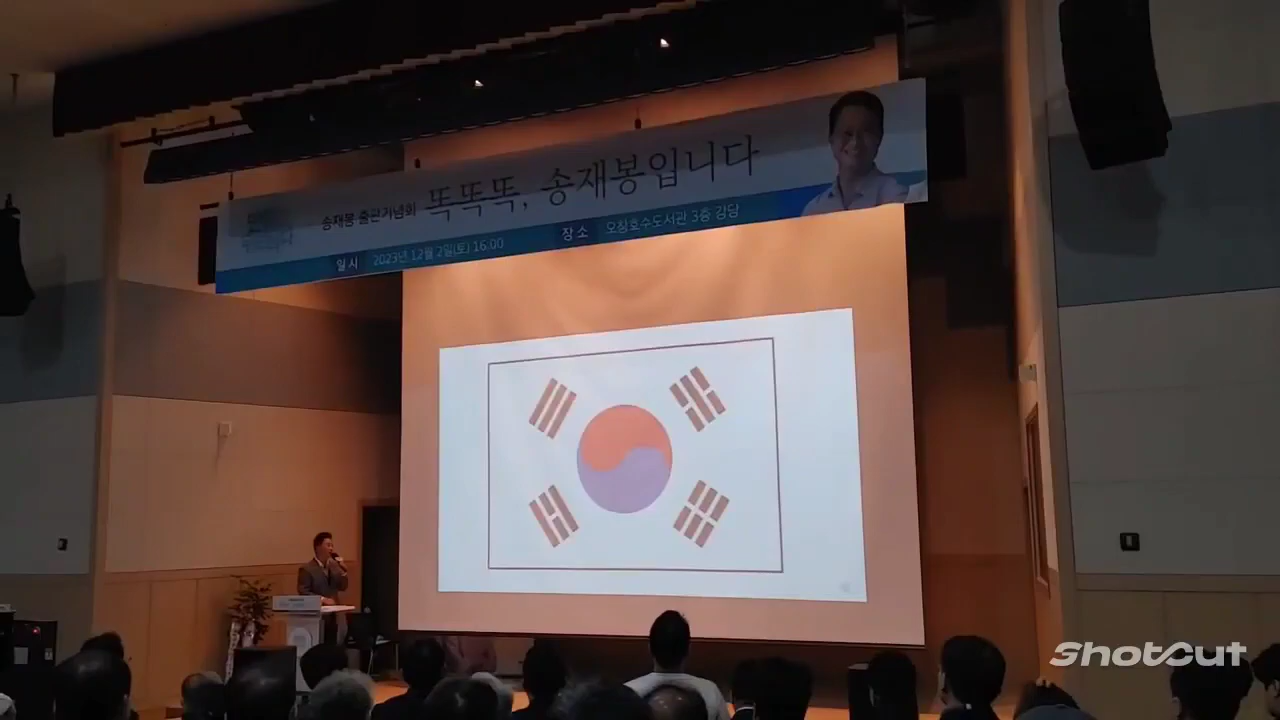 송재봉 출판기념회 똑똑똑, 송재봉입니다
일시 2023년 12월 2일(토) 16:00 장소 오창호수도서관 3층 강당
ShotCut